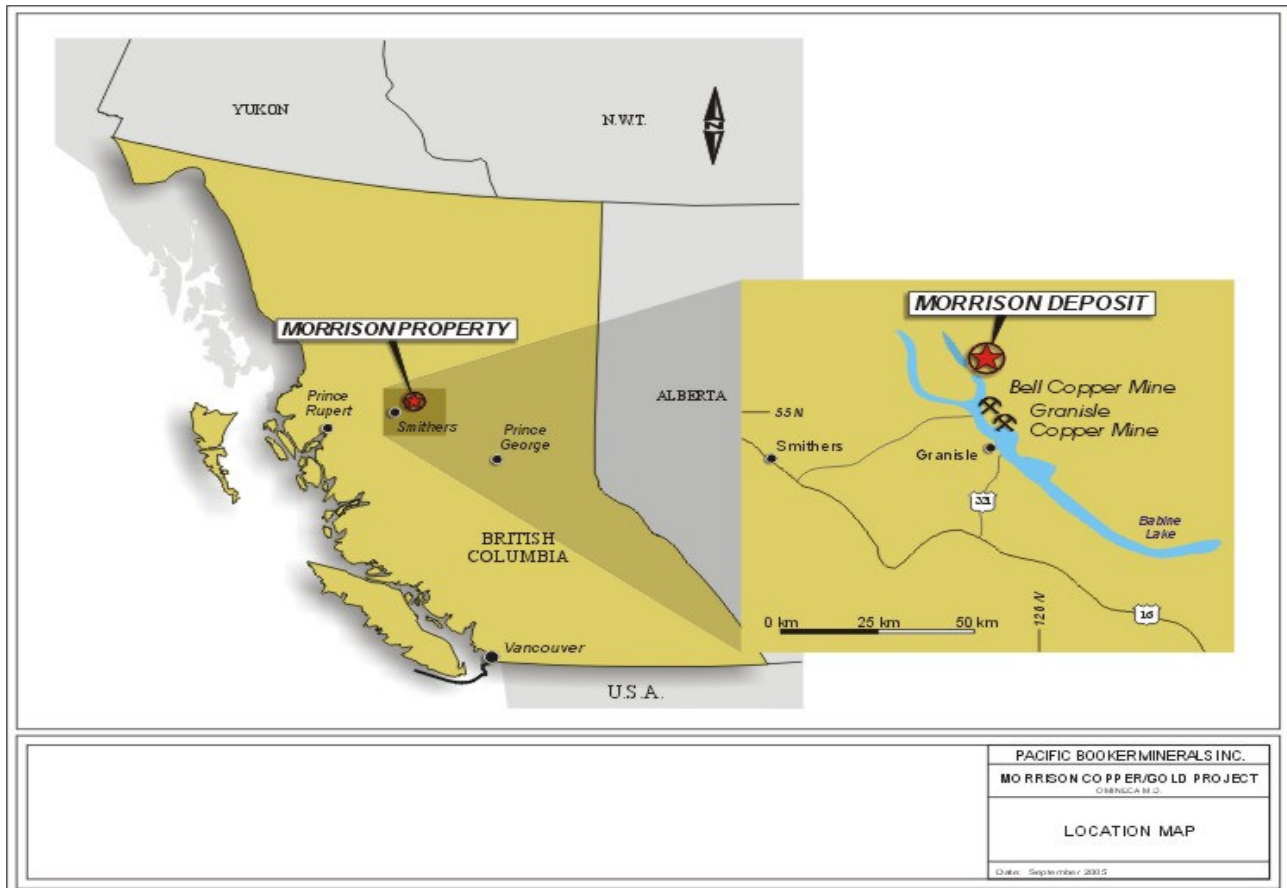 YUKON
N.W.T.
N
MORRISON PROPERTY
Prince
Rupert
Smithers
Prince
George
ALBERTA
BRITISH
COLUMBIA
Vancouver
U.S.A.
MORRISON DEPOSIT
Bell Copper Mine
Granisle
Copper Mine
55 N
Smithers
Granisle
Babine
Lake
0 km 25 km 50 km
126 N
16
PACIFIC BOOKER MINERALS INC.
MORRISON COPPER/GOLD PROJECT
OMINECA M.D.
LOCATION MAP
Date: September 2005